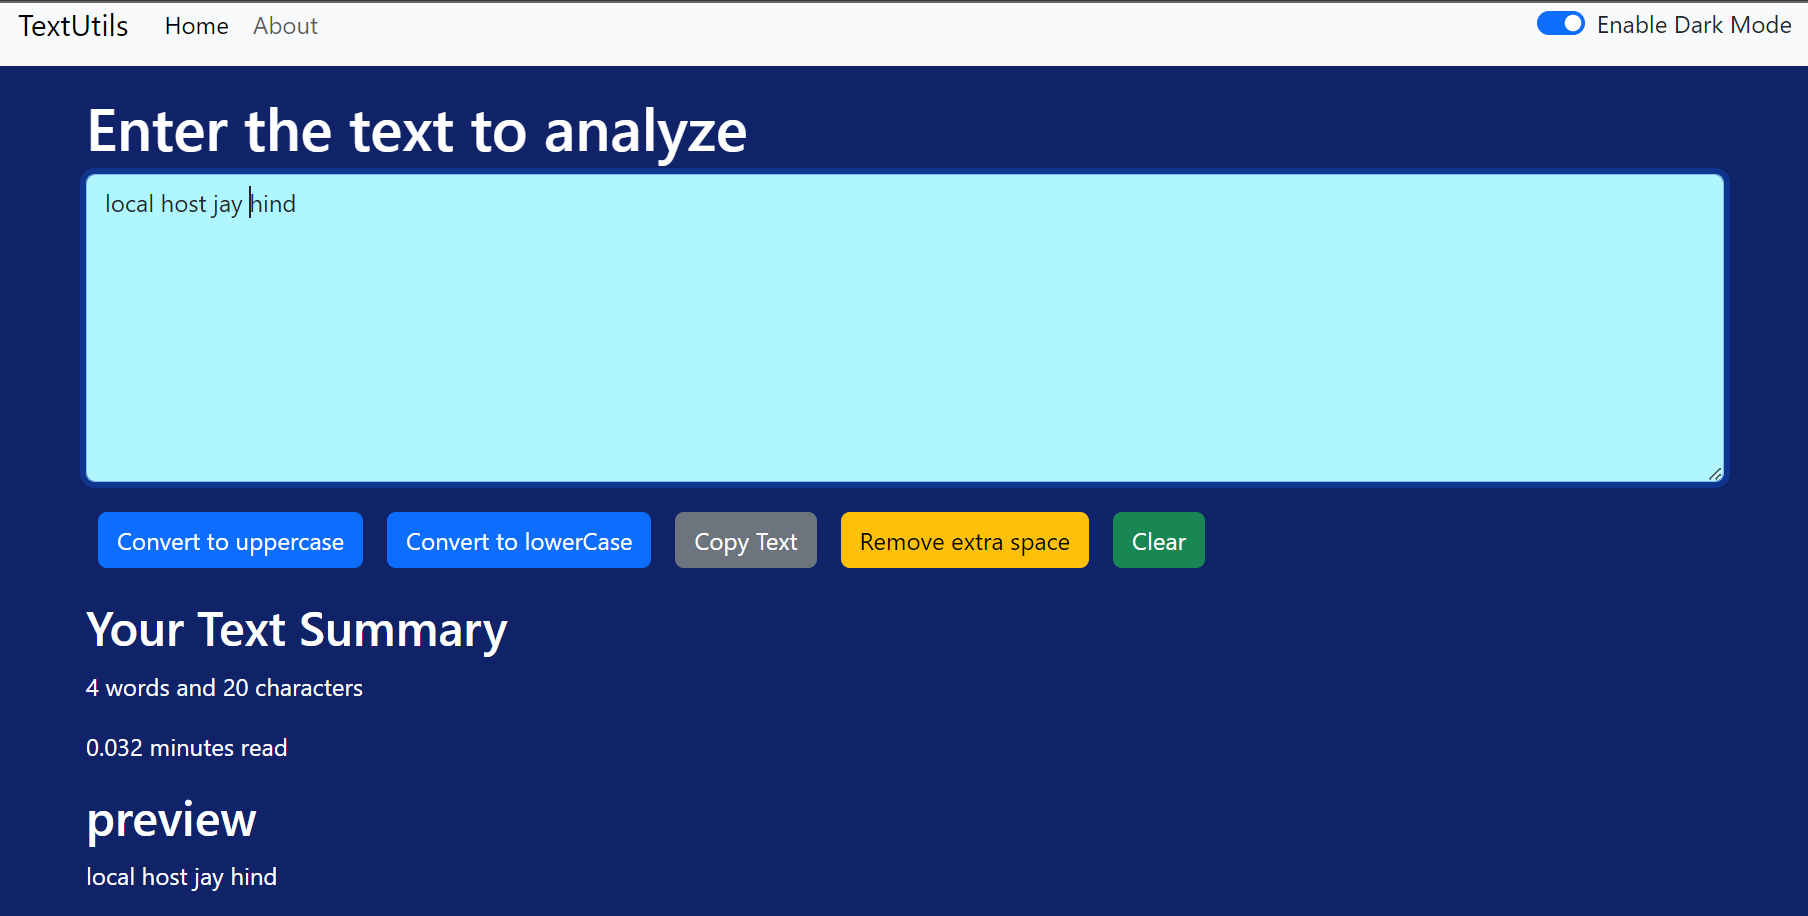 TextUtils Home About Enable Dark Mode
Enter the text to analyze
local host jay hind
Convert to uppercase Convert to lowerCase Copy Text Remove extra space Clear
Your Text Summary
4 words and 20 characters
0.032 minutes read
preview
local host jay hind